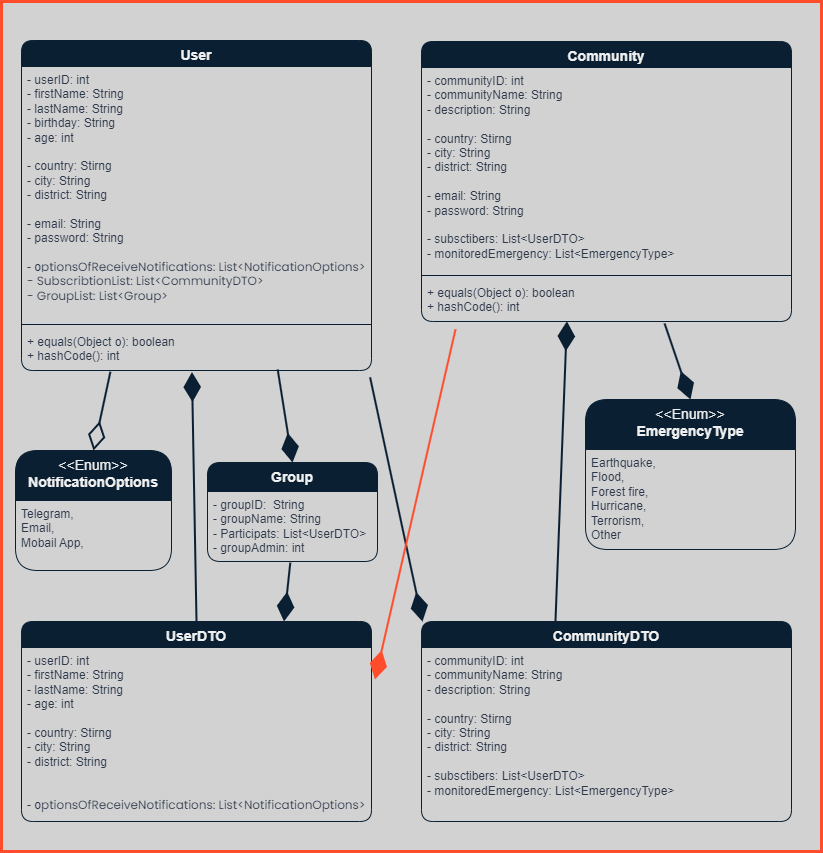 User
- userID: int
- firstName: String
- lastName: String
- birthday: String
- age: int
- country: Stirng
- city: String
- district: String
- email: String
- password: String
- optionsOfReceiveNotifications: List<NotificationOptions>
- SubscribtionList: List<CommunityDTO>
- GroupList: List<Group>
+ equals(Object o): boolean
+ hashCode(): int
Community
- communityID: int
- communityName: String
- description: String
- country: Stirng
- city: String
- district: String
- email: String
- password: String
- subsctibers: List<UserDTO>
- monitoredEmergency: List<EmergencyType>
+ equals(Object o): boolean
+ hashCode(): int
<<Enum>>
NotificationOptions
Telegram,
Email,
Mobail App,
Group
- groupID:  String
- groupName: String
- Participats: List<UserDTO>
- groupAdmin: int
<<Enum>>
EmergencyType
Earthquake,
Flood,
Forest fire,
Hurricane,
Terrorism,
Other
UserDTO
- userID: int
- firstName: String
- lastName: String
- age: int
- country: Stirng
- city: String
- district: String
- optionsOfReceiveNotifications: List<NotificationOptions>
CommunityDTO
- communityID: int
- communityName: String
- description: String
- country: Stirng
- city: String
- district: String
- subsctibers: List<UserDTO>
- monitoredEmergency: List<EmergencyType>